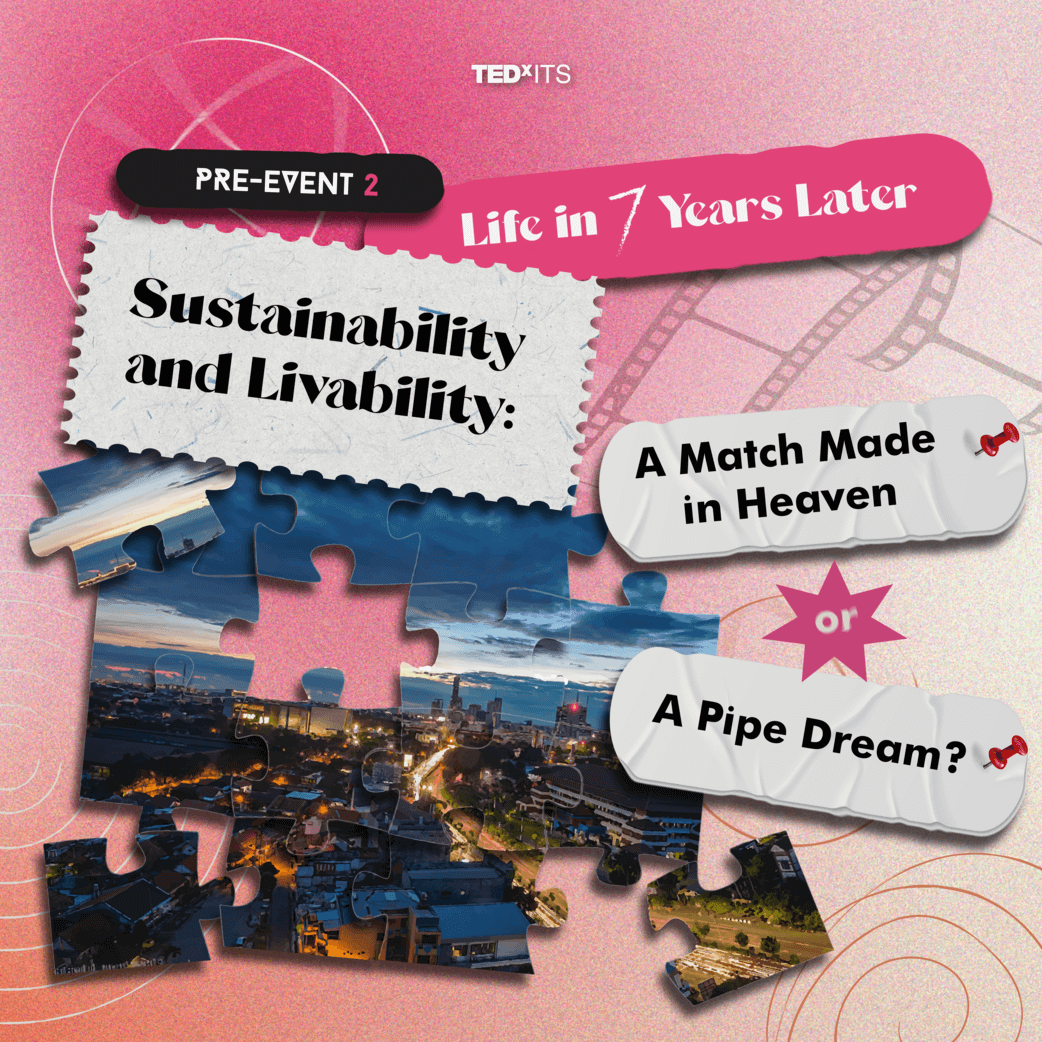 TEDxITS
PRE-EVENT 2
Life in 7 Years Later
Sustainability
and Livability:
A Match Made
in Heaven
or
A Pipe Dream?